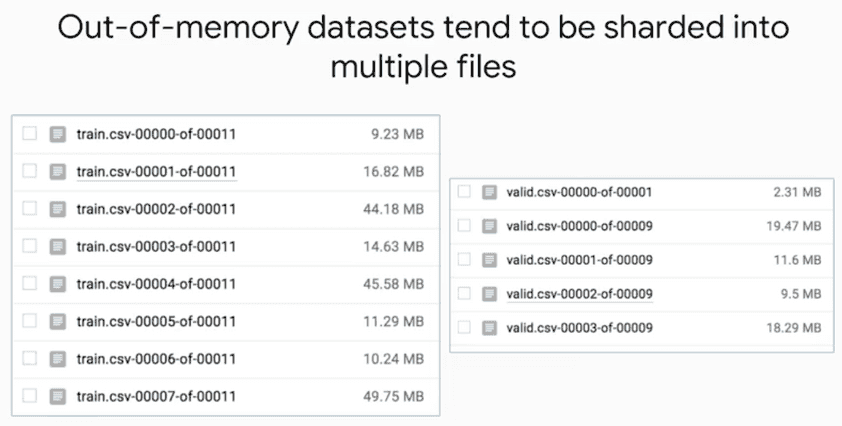 Out-of-memory datasets tend to be sharded into
multiple files
train.csv-00000-of-00011 9.23 MB
train.csv-00001-of-00011 16.82 MB
train.csv-00002-of-00011 44.18 MB
train.csv-00003-of-00011 14.63 MB
train.csv-00004-of-00011 45.58 MB
train.csv-00005-of-00011 11.29 MB
train.csv-00006-of-00011 10.24 MB
train.csv-00007-of-00011 49.75 MB
valid.csv-00000-of-00001 2.31 MB
valid.csv-00000-of-00009 19.47 MB
valid.csv-00001-of-00009 11.6 MB
valid.csv-00002-of-00009 9.5 MB
valid.csv-00003-of-00009 18.29 MB